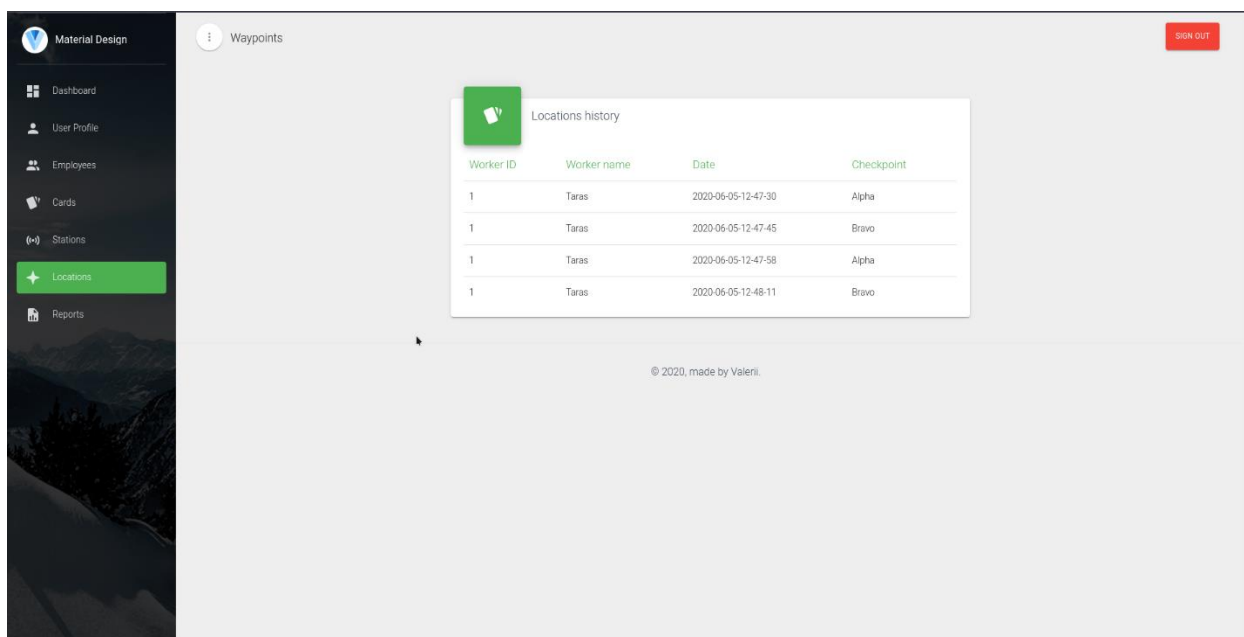 Material Design
Dashboard
User Profile
Employees
Cards
Stations
Locations
Reports
Waypoints
SIGN OUT
Locations history
Worker ID Worker name Date Checkpoint
1 Taras 2020-06-05-12-47-30 Alpha
1 Taras 2020-06-05-12-47-45 Bravo
1 Taras 2020-06-05-12-47-58 Alpha
1 Taras 2020-06-05-12-48-11 Bravo
© 2020, made by Valerii.